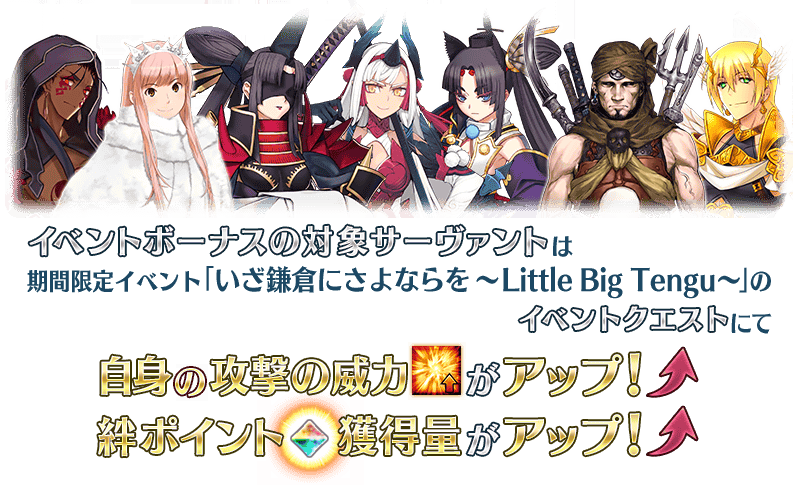 イベントボーナスの対象サーヴァントは
期間限定イベント「いざ鎌倉にさよならを ～Little Big Tengu～」の
イベントクエストにて
自身の攻撃の威力がアップ!
絆ポイント獲得量がアップ!